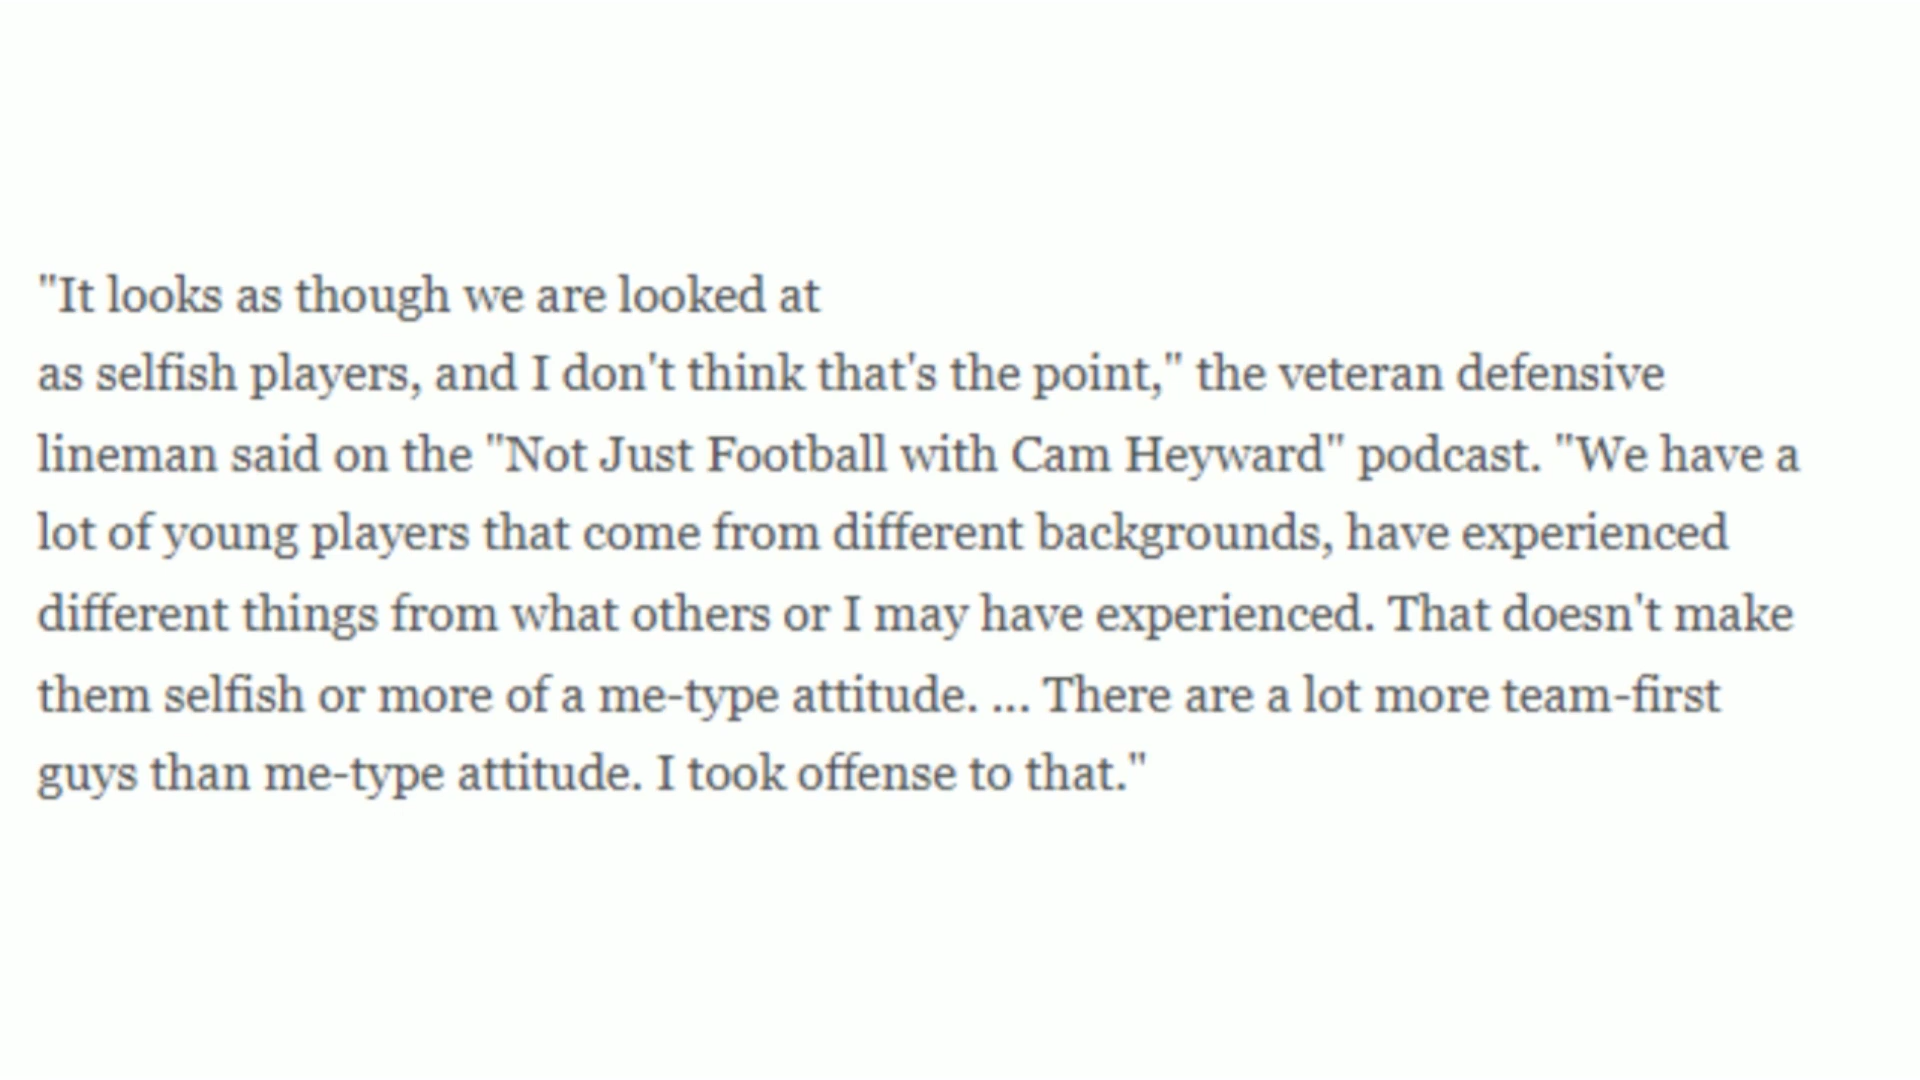 "It looks as though we are looked at
as selfish players, and I don't think that's the point," the veteran defensive
lineman said on the "Not Just Football with Cam Heyward" podcast. "We have a
lot of young players that come from different backgrounds, have experienced
different things from what others or I may have experienced. That doesn't make
them selfish or more of a me-type attitude. ... There are a lot more team-first
guys than me-type attitude. I took offense to that."